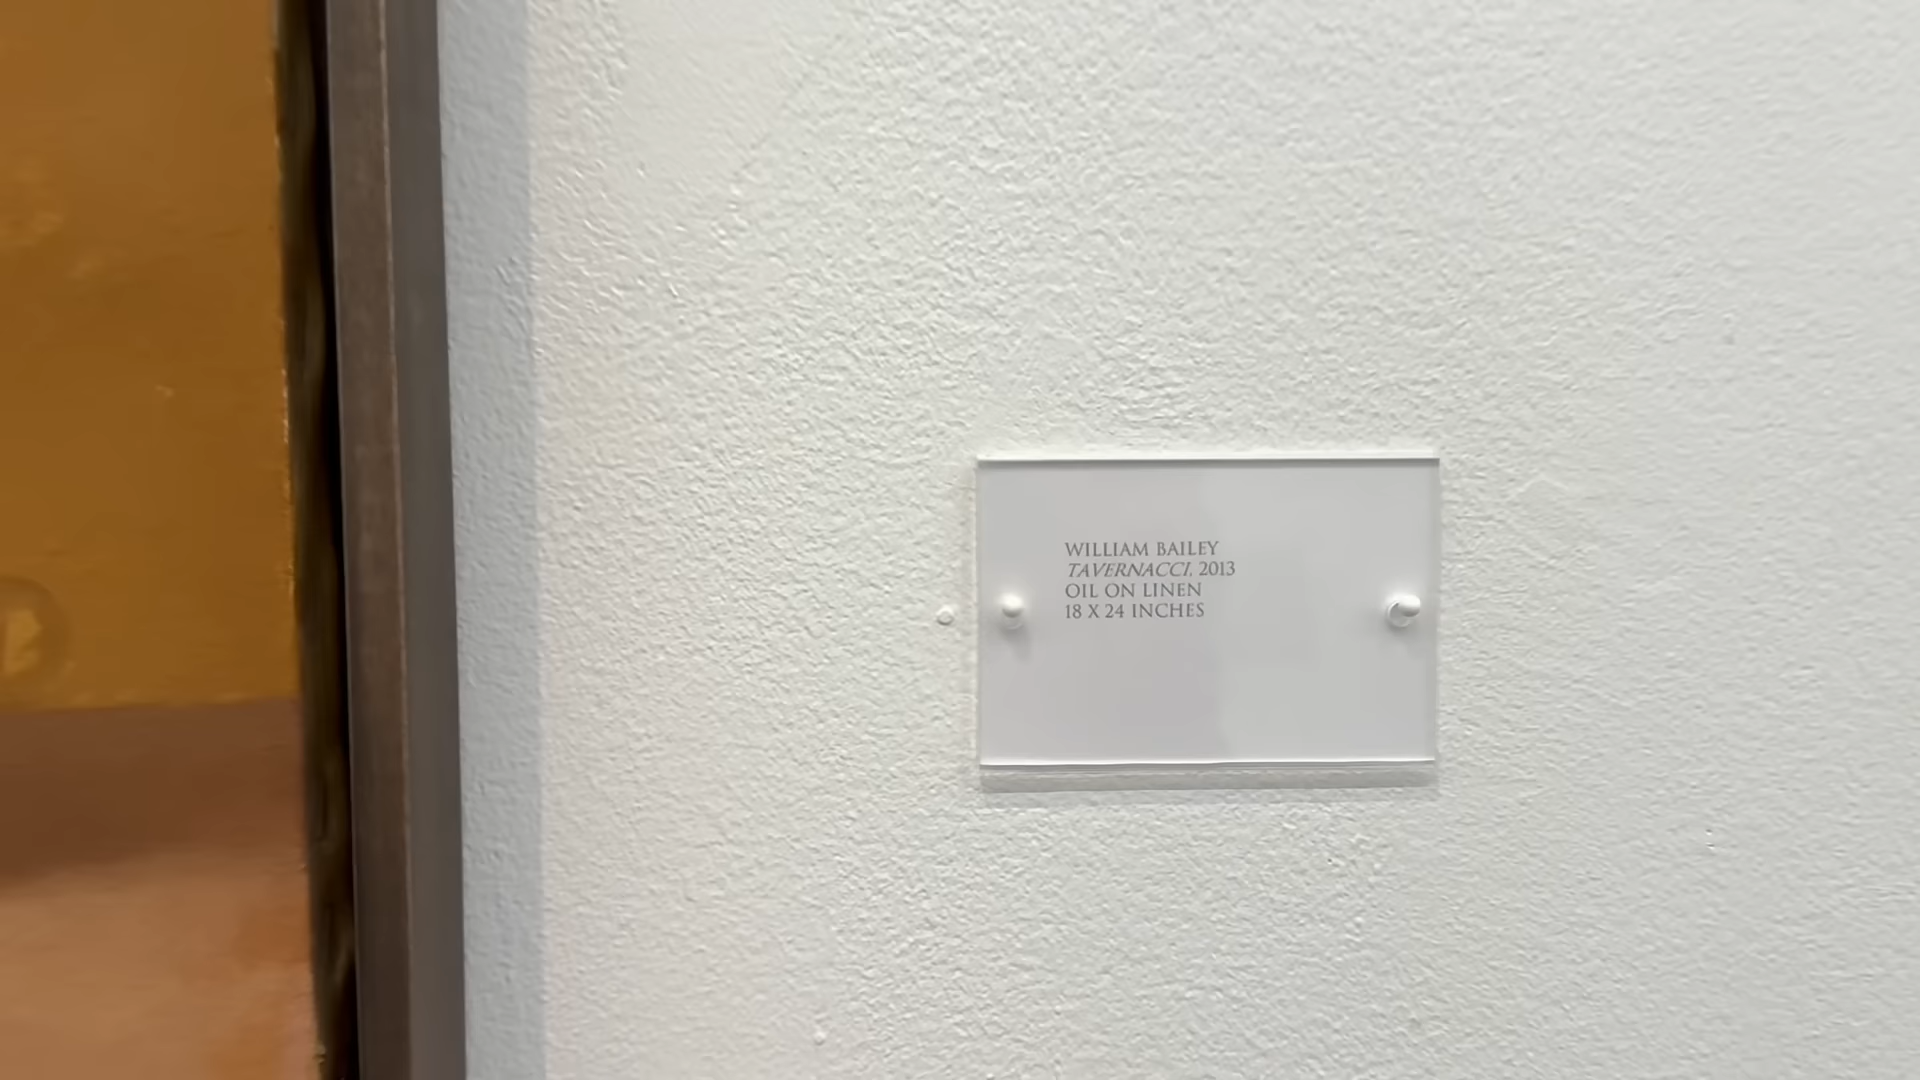 WILLIAM BAILEY
TAVERNACCI, 2013
OIL ON LINEN
18 X 24 INCHES